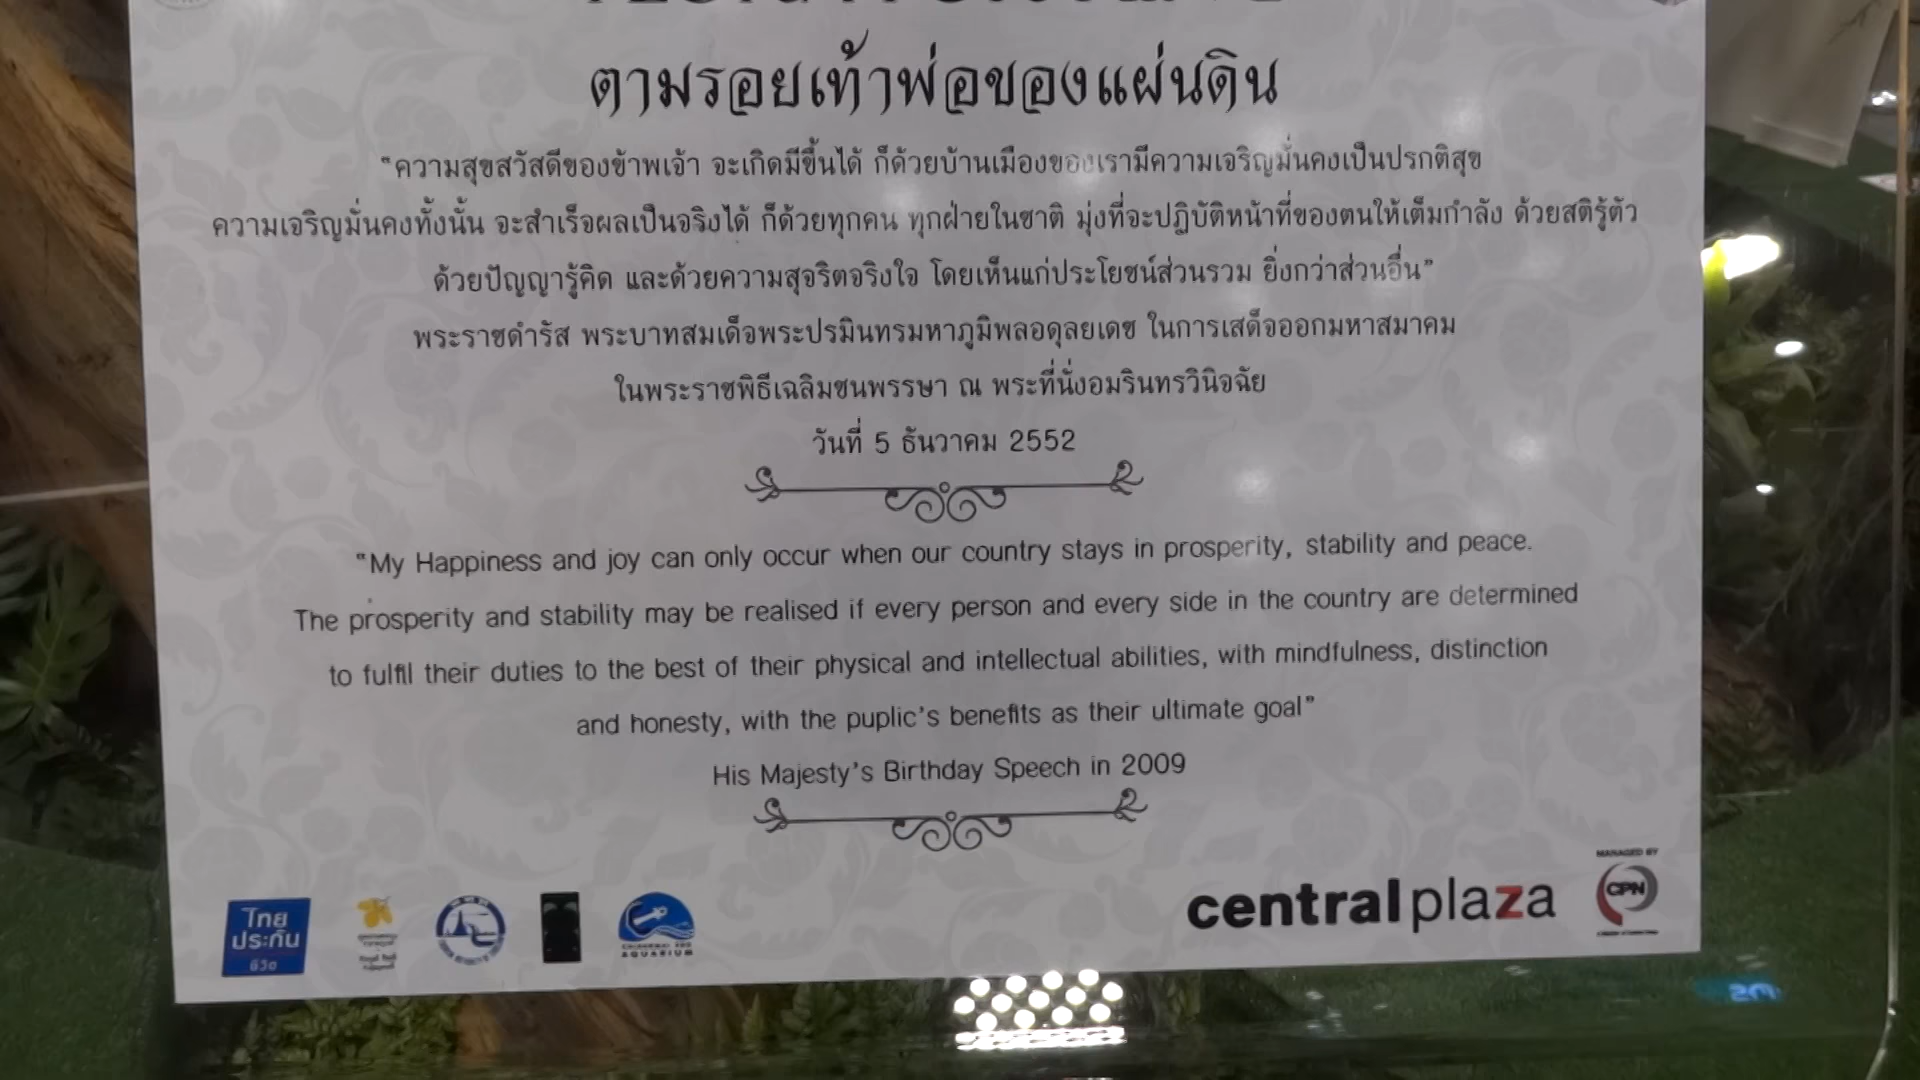 ตามรอยเท้าพ่อของแผ่นดิน
"ความสุขสวัสดีของข้าพเจ้า จะเกิดมีขึ้นได้ ก็ด้วยบ้านเมืองของเรามีความเจริญมั่นคงเป็นปรกติสุข
ความเจริญมั่นคงทั้งนั้น จะสำเร็จผลเป็นจริงได้ ก็ด้วยทุกคน ทุกฝ่ายในชาติ มุ่งที่จะปฏิบัติหน้าที่ของตนให้เต็มกำลัง ด้วยสติรู้ตัว
ด้วยปัญญารู้คิด และด้วยความสุจริตจริงใจ โดยเห็นแก่ประโยชน์ส่วนรวม ยิ่งกว่าส่วนอื่น"
พระราชดำรัส พระบาทสมเด็จพระปรมินทรมหาภูมิพลอดุลยเดช ในการเสด็จออกมหาสมาคม
ในพระราชพิธีเฉลิมชนพรรษา ณ พระที่นั่งอมรินทรวินิจฉัย
วันที่ 5 ธันวาคม 2552
"My Happiness and joy can only occur when our country stays in prosperity, stability and peace.
The prosperity and stability may be realised if every person and every side in the country are determined
to fulfil their duties to the best of their physical and intellectual abilities, with mindfulness, distinction
and honesty, with the puplic's benefits as their ultimate goal"
His Majesty's Birthday Speech in 2009
ไทย
ประกัน
ชีวิต
AQUARIUM
centralplaza
MANAGED BY
CPN